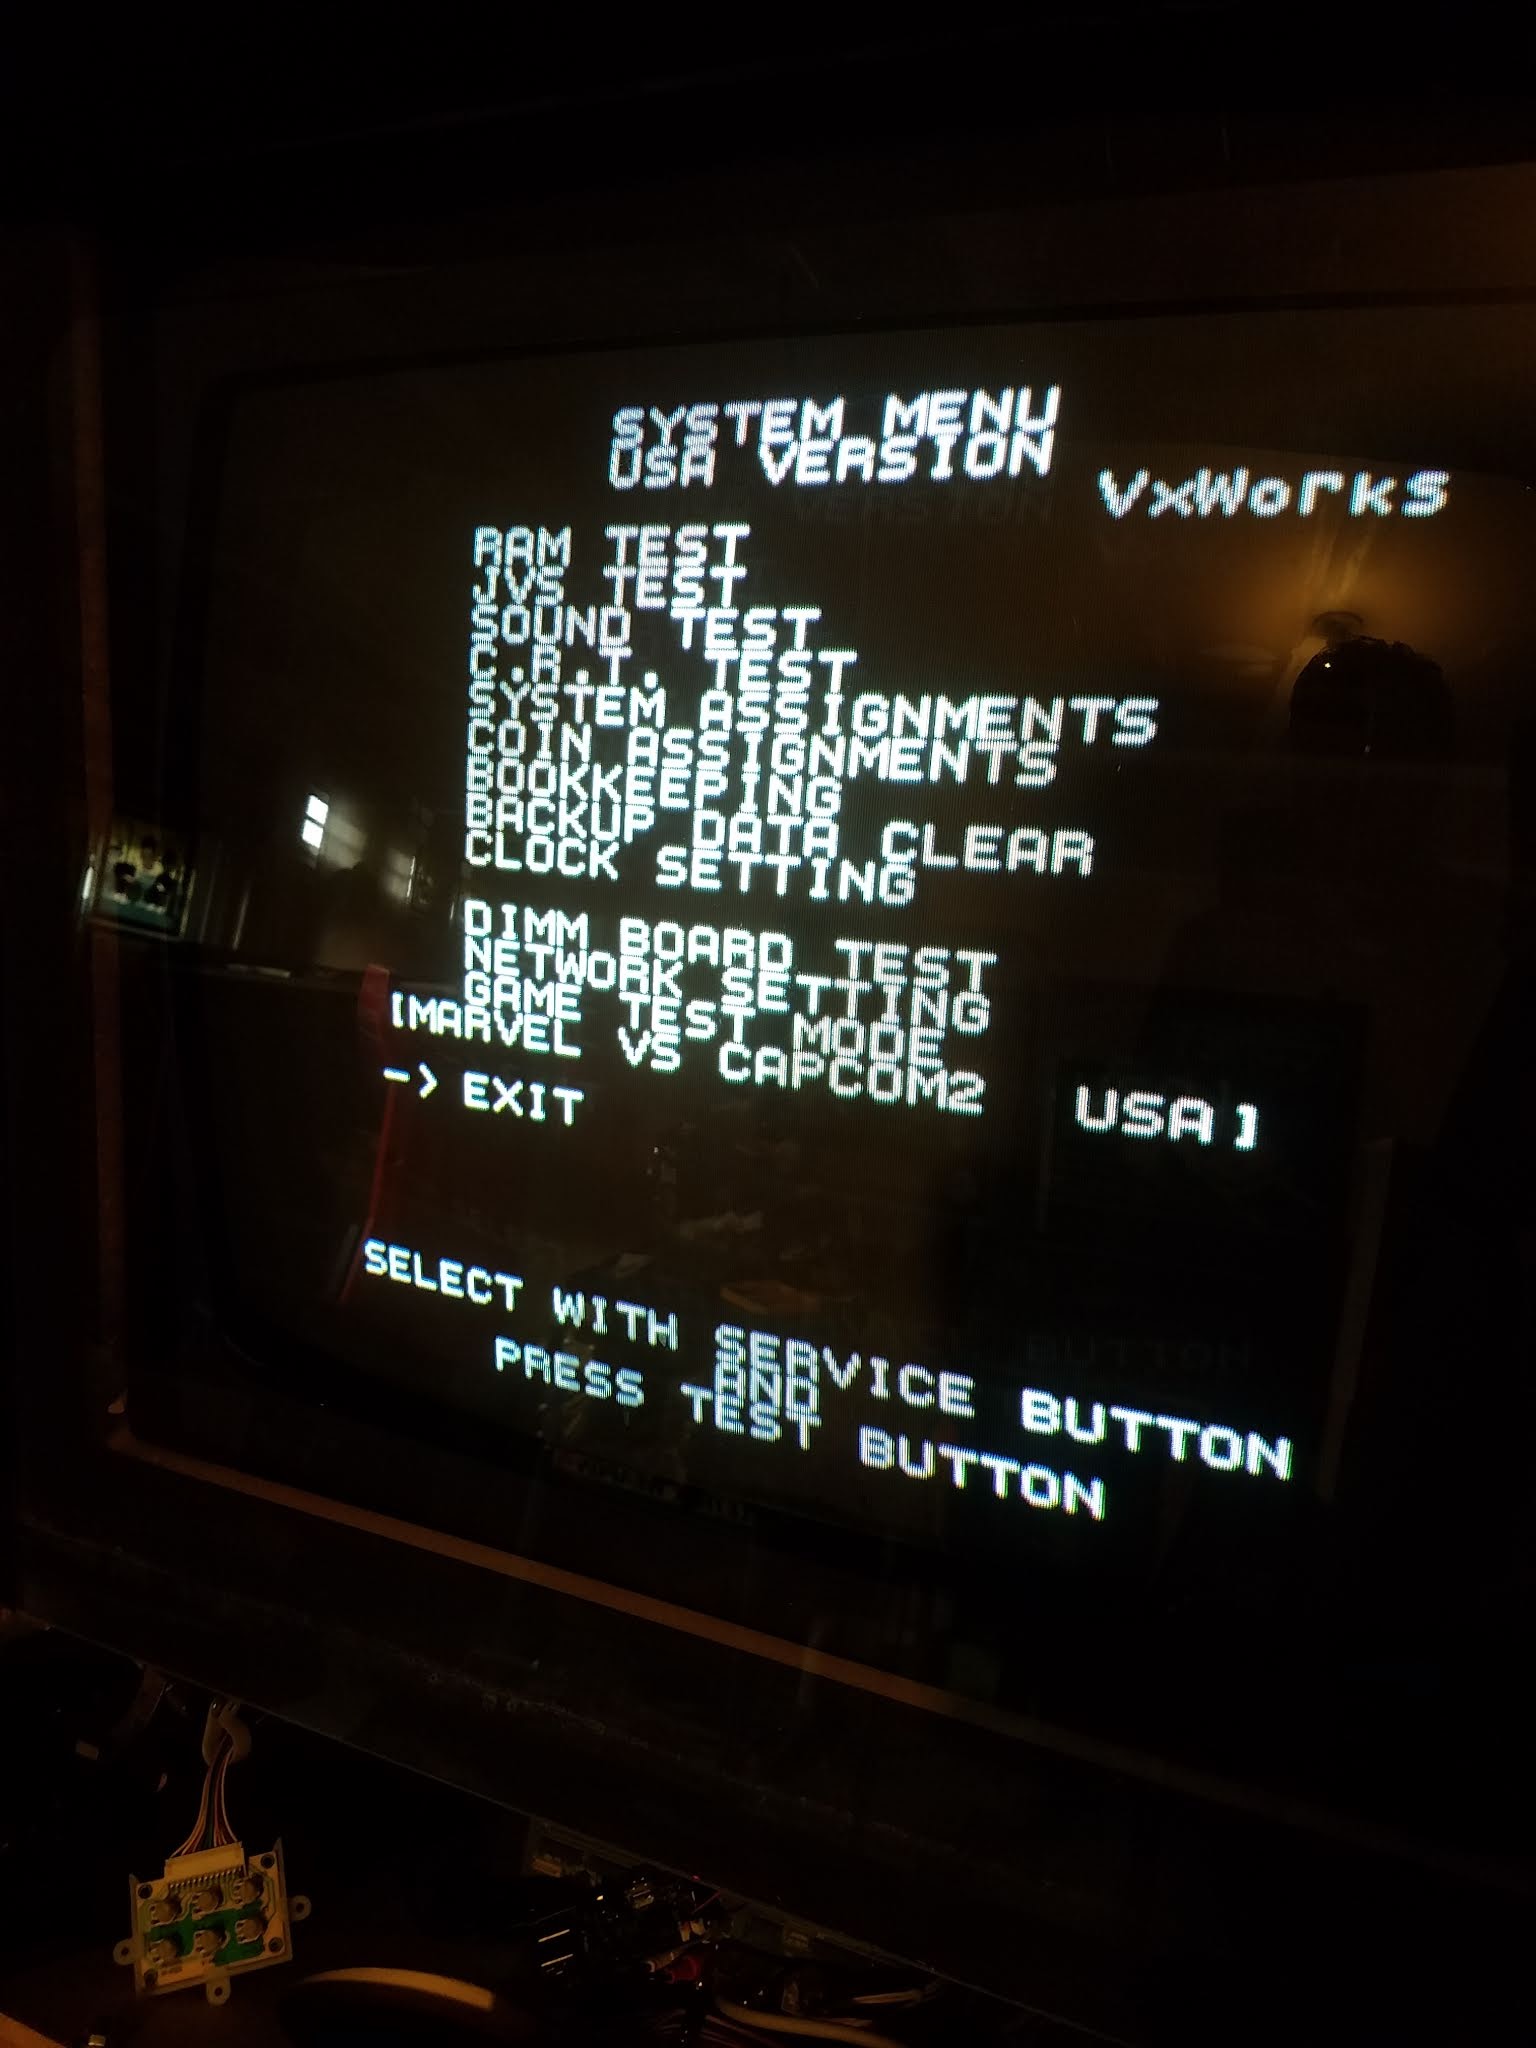 SYSTEM MENU
USA VERSION
VxWorks
RAM TEST
JVS TEST
SOUND TEST
C.R.T. TEST
SYSTEM ASSIGNMENTS
COIN ASSIGNMENTS
BOOKKEEPING
BACKUP DATA CLEAR
CLOCK SETTING
DIMM BOARD TEST
NETWORK SETTING
GAME TEST MODE
[MARVEL VS CAPCOM2 USA]
-> EXIT
SELECT WITH SERVICE BUTTON
AND
PRESS TEST BUTTON